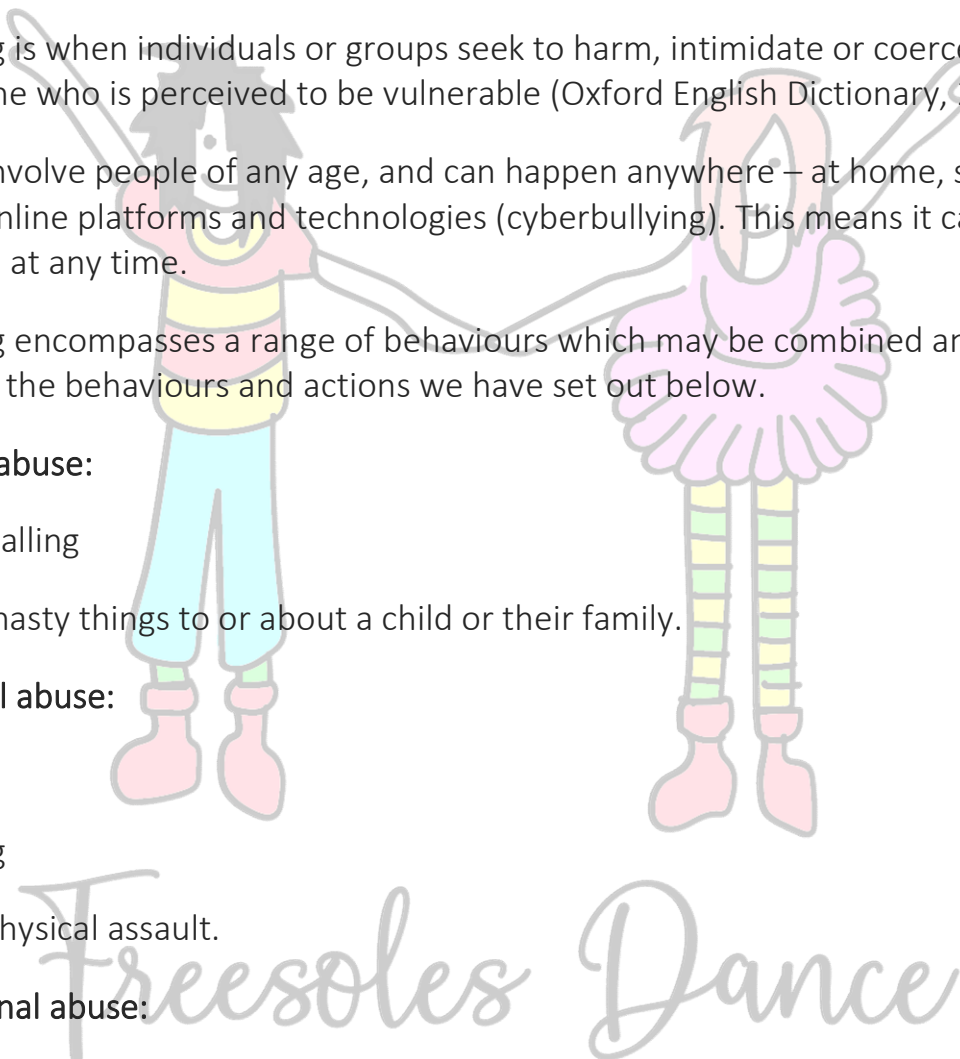 g is when individuals or groups seek to harm, intimidate or coerce
ne who is perceived to be vulnerable (Oxford English Dictionary,
nvolve people of any age, and can happen anywhere – at home, s
nline platforms and technologies (cyberbullying). This means it ca
at any time.
g encompasses a range of behaviours which may be combined an
the behaviours and actions we have set out below.
abuse:
alling
nasty things to or about a child or their family.
l abuse:
g
hysical assault.
nal abuse:
Freesoles Dance